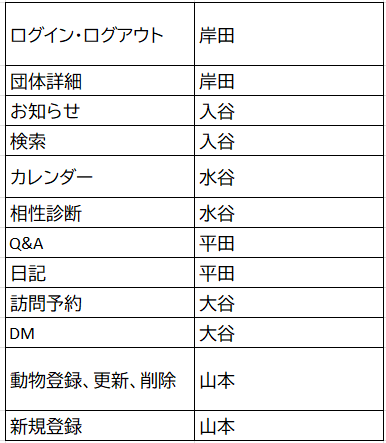 ログイン・ログアウト 岸田
団体詳細 岸田
お知らせ 入谷
検索 入谷
カレンダー 水谷
相性診断 水谷
Q&A 平田
日記 平田
訪問予約 大谷
DM 大谷
動物登録、更新、削除 山本
新規登録 山本